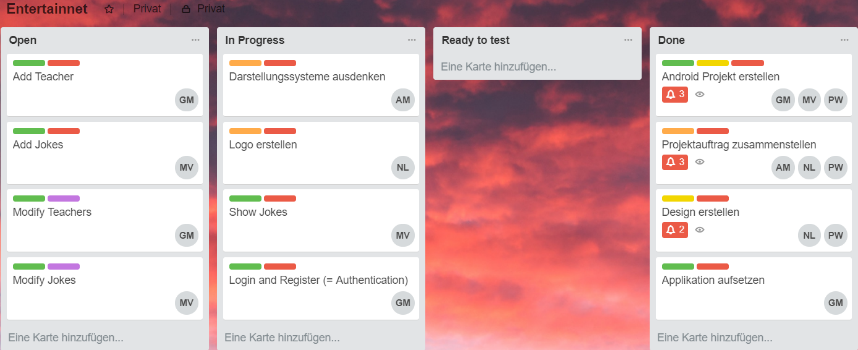 Entertainnet
Privat
Privat
Open
Add Teacher
GM
Add Jokes
MV
Modify Teachers
GM
Modify Jokes
MV
Eine Karte hinzufügen...
In Progress
Darstellungssysteme ausdenken
AM
Logo erstellen
NL
Show Jokes
MV
Login and Register (= Authentication)
GM
Eine Karte hinzufügen...
Ready to test
Eine Karte hinzufügen...
Done
Android Projekt erstellen
3 GM MV PW
Projektauftrag zusammenstellen
3 AM NL PW
Design erstellen
2 NL PW
Applikation aufsetzen
GM
Eine Karte hinzufügen...